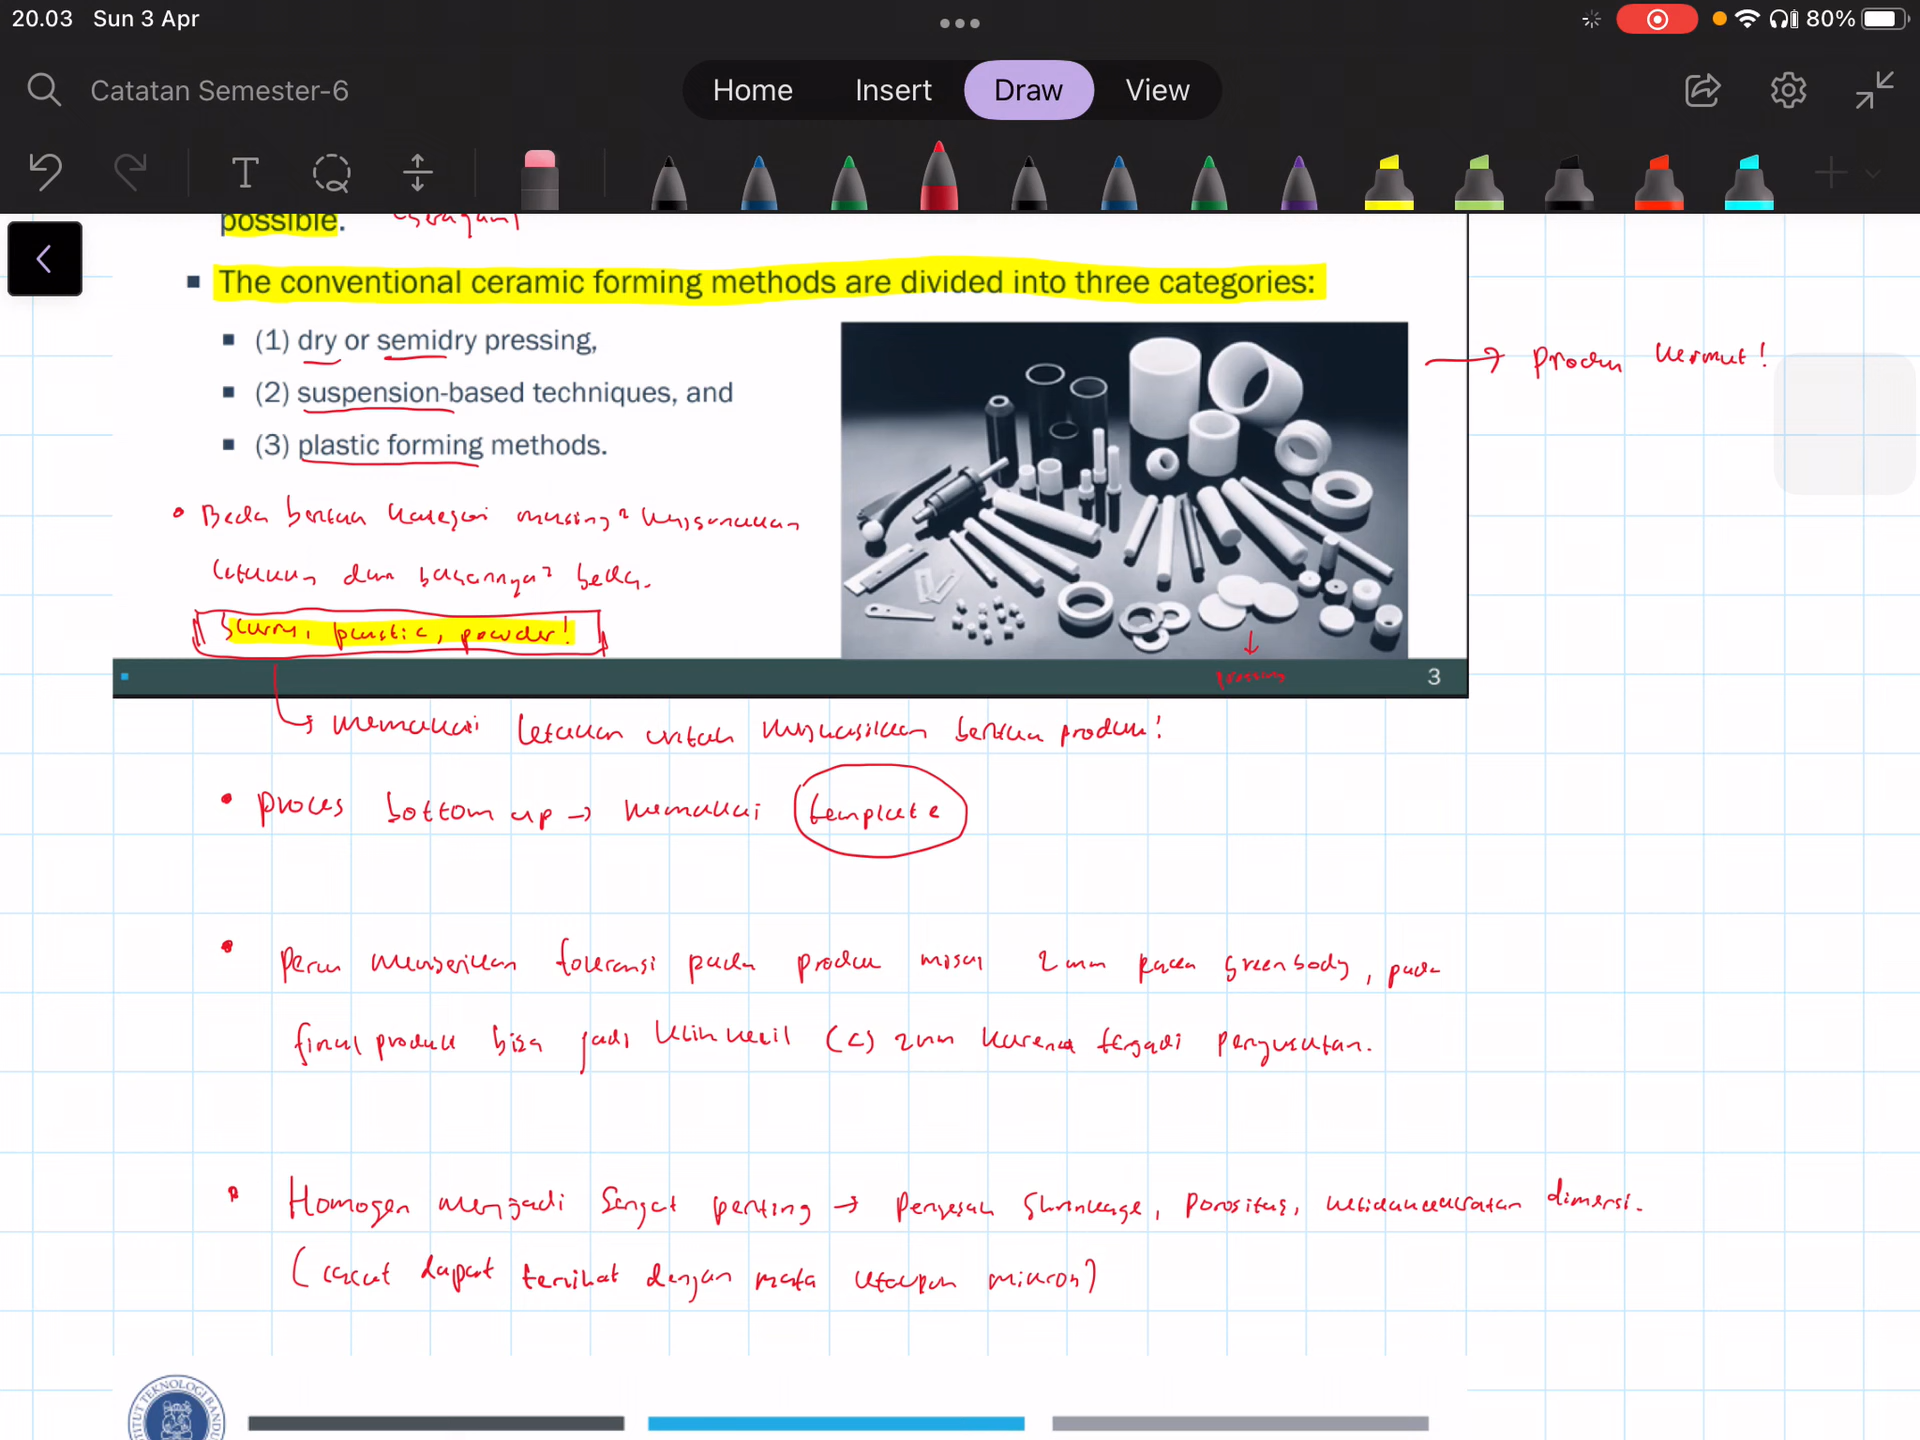 20.03 Sun 3 Apr
80%
Catatan Semester-6
Home Insert Draw View
possible. (seragam)
The conventional ceramic forming methods are divided into three categories:
(1) dry or semidry pressing,
(2) suspension-based techniques, and
(3) plastic forming methods.
→ produk keramik!
• Beda bentuk kategori masing² menggunakan
cetakan dan bahannya² beda.
Slurry, plastic, powder!
pressing
3
→ memakai cetakan untuk menghasilkan bentuk produk!
• proces bottom up → memakai template
• Perlu memberikan toleransi pada produk misal 2 mm pada greenbody, pada
final produk bisa jadi lebih kecil (<) 2mm karena terjadi penyusutan.
• Homogen menjadi sangat penting → penyebab shrinkage, porositas, ketidakakuratan dimensi.
(cacat dapat terlihat dengan mata ataupun mikron)